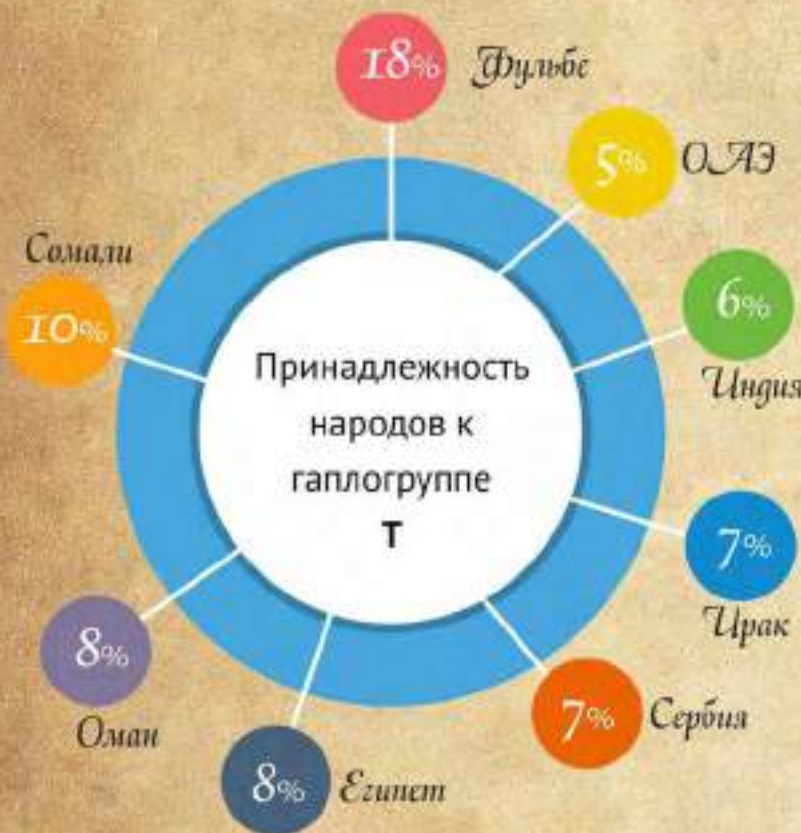 18% Фульбе
5% ОАЭ
6%
Индия
7%
Ирак
7% Сербия
8% Египет
8%
Оман
Сомали
10%
Принадлежность
народов к
гаплогруппе
Т